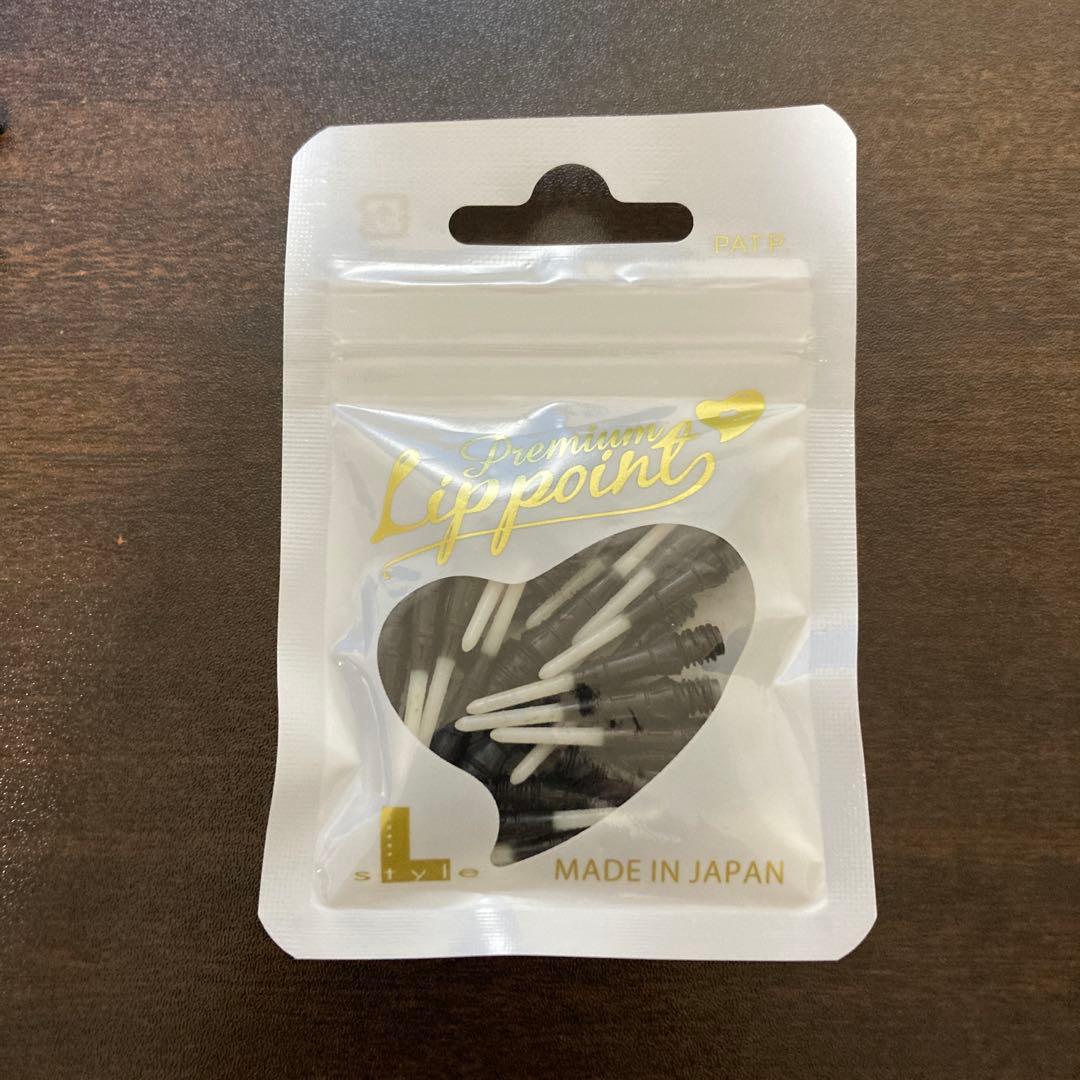 PAT.P.
Premium
Lippoint
L style
MADE IN JAPAN